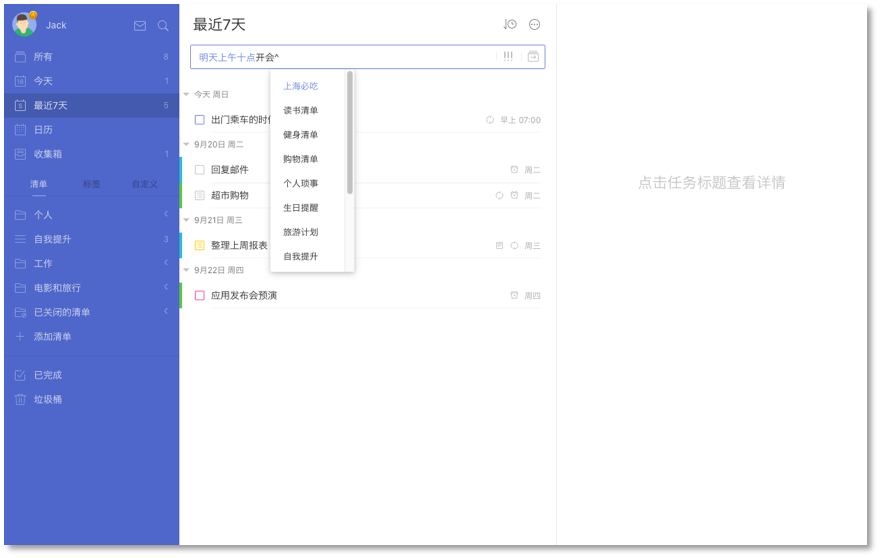 Jack
所有 8
今天 1
最近7天 5
日历
收集箱 1
清单 标签 自定义
个人
自我提升 3
工作
电影和旅行
已关闭的清单
添加清单
已完成
垃圾桶
最近7天
明天上午十点开会^ !!!
上海必吃
读书清单
健身清单
购物清单
个人琐事
生日提醒
旅游计划
自我提升
今天 周日
出门乘车的时 早上 07:00
9月20日 周二
回复邮件 周二
超市购物 周二
9月21日 周三
整理上周报表 周三
9月22日 周四
应用发布会预演 周四
点击任务标题查看详情